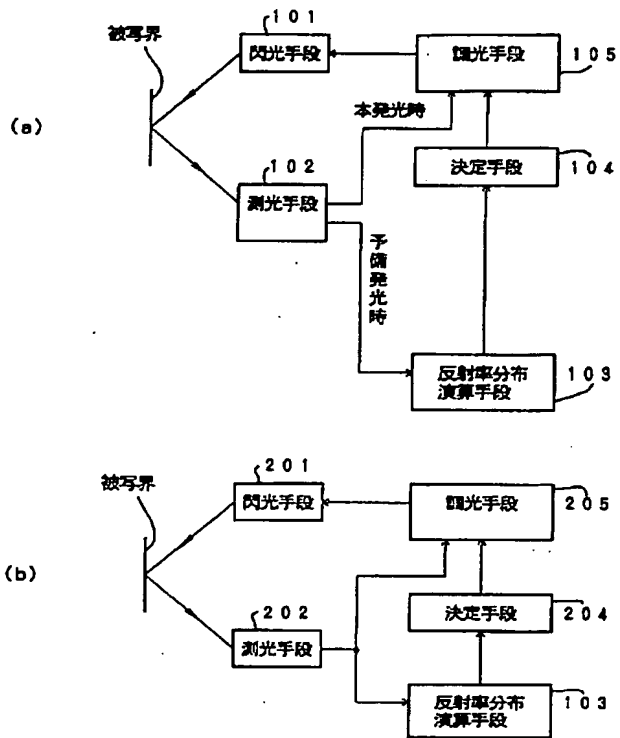 (a)
被写界
101
閃光手段
調光手段
105
本発光時
102
測光手段
決定手段
104
予備発光時
反射率分布
演算手段
103
(b)
被写界
201
閃光手段
調光手段
205
202
測光手段
決定手段
204
反射率分布
演算手段
103